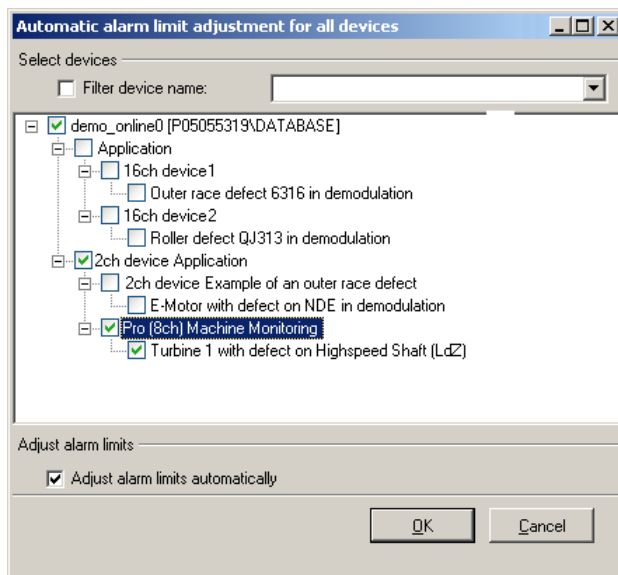 Automatic alarm limit adjustment for all devices
Select devices
Filter device name:
demo_online0 [P05055319\DATABASE]
Application
16ch device1
Outer race defect 6316 in demodulation
16ch device2
Roller defect QJ313 in demodulation
2ch device Application
2ch device Example of an outer race defect
E-Motor with defect on NDE in demodulation
Pro (8ch) Machine Monitoring
Turbine 1 with defect on Highspeed Shaft (LdZ)
Adjust alarm limits
Adjust alarm limits automatically
OK Cancel